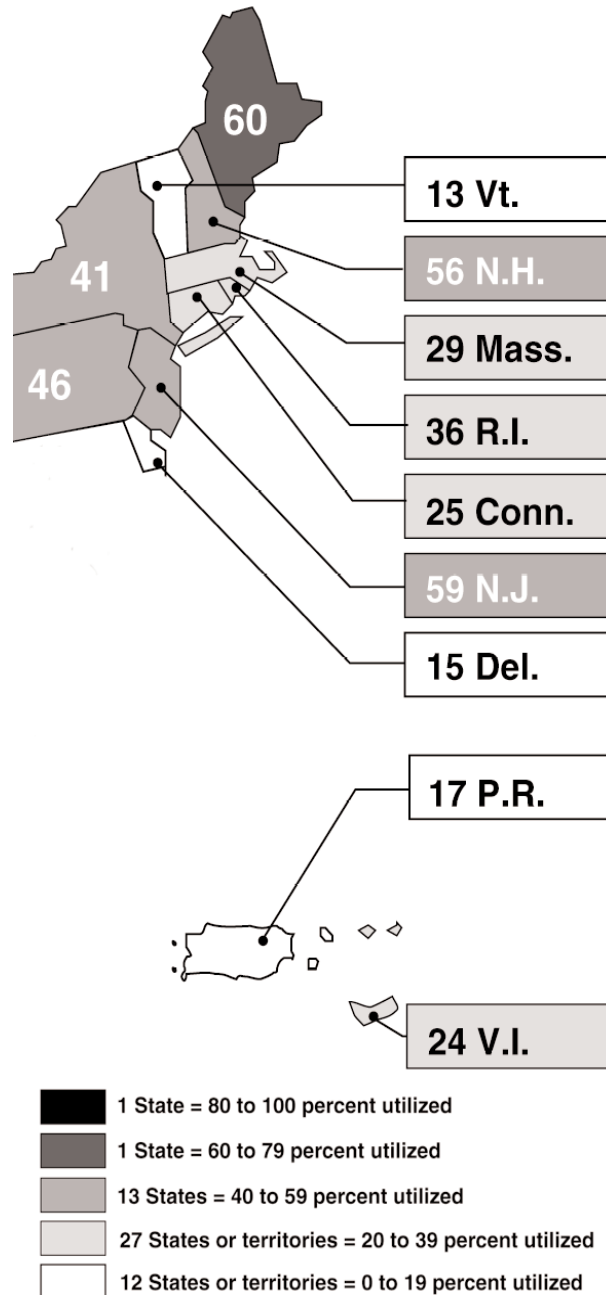 60
13 Vt.
56 N.H.
41
29 Mass.
46
36 R.I.
25 Conn.
59 N.J.
15 Del.
17 P.R.
24 V.I.
1 State = 80 to 100 percent utilized
1 State = 60 to 79 percent utilized
13 States = 40 to 59 percent utilized
27 States or territories = 20 to 39 percent utilized
12 States or territories = 0 to 19 percent utilized